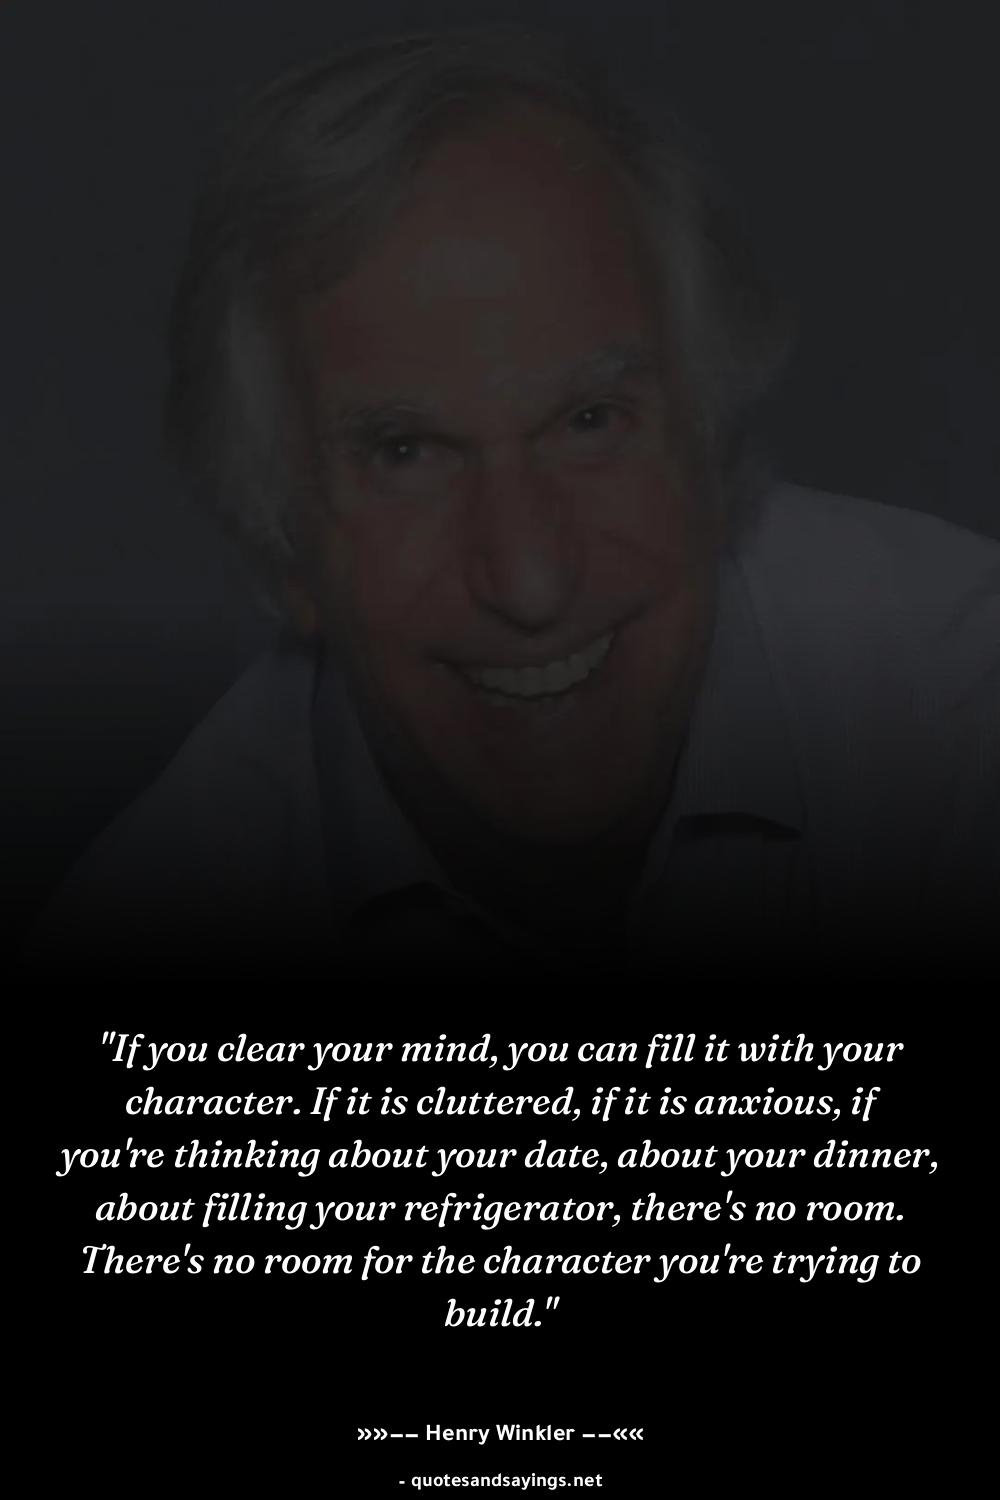 "If you clear your mind, you can fill it with your
character. If it is cluttered, if it is anxious, if
you're thinking about your date, about your dinner,
about filling your refrigerator, there's no room.
There's no room for the character you're trying to
build."
»»−− Henry Winkler −−««
- quotesandsayings.net